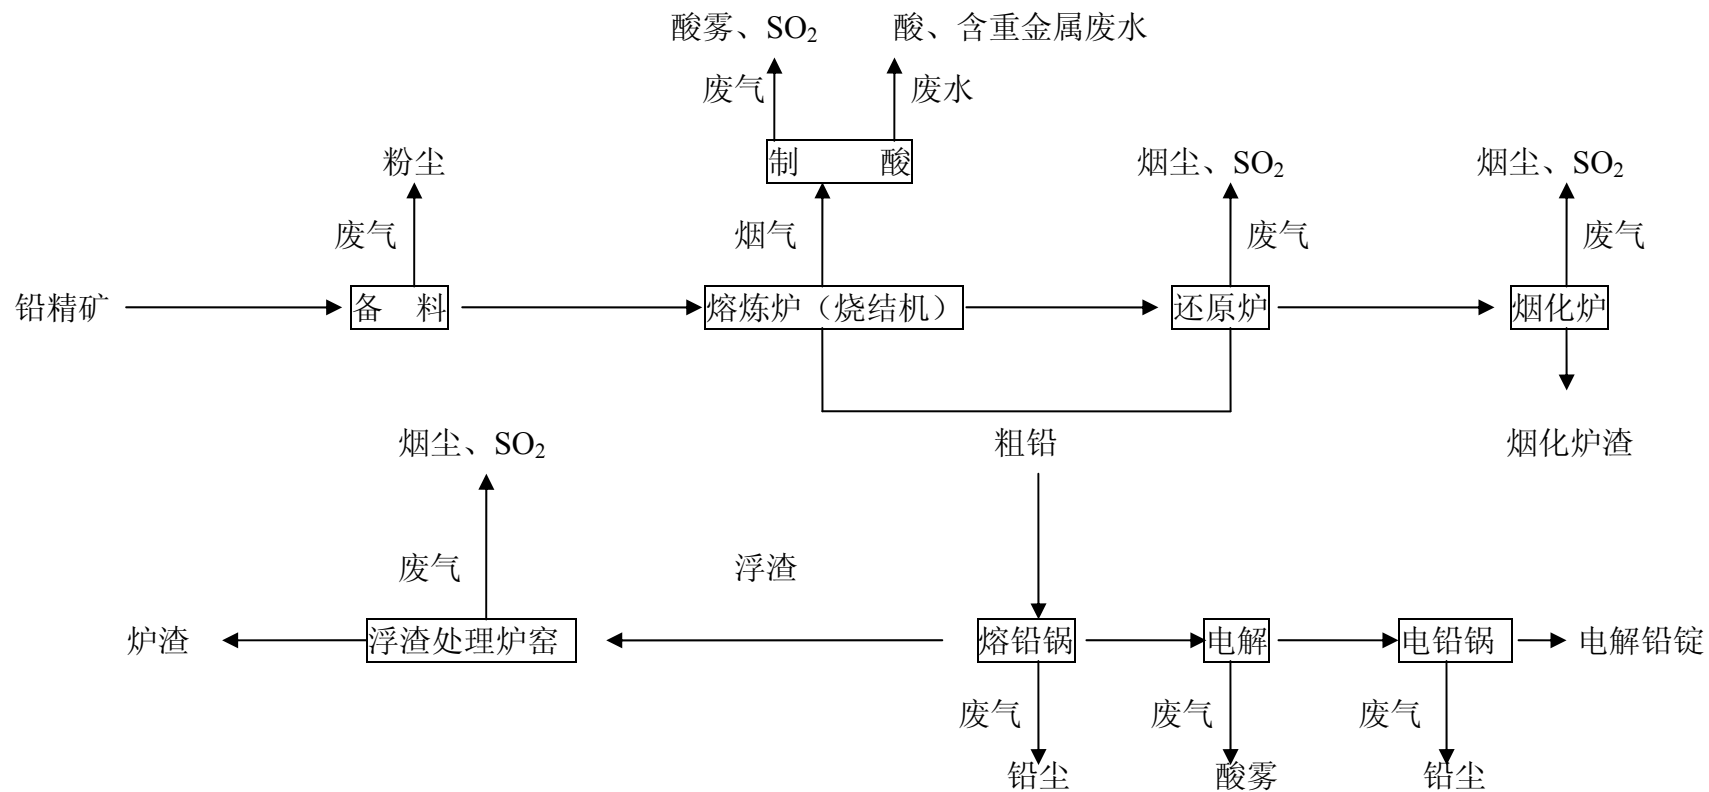 酸雾、SO₂ 酸、含重金属废水
废气 废水
粉尘 制 酸 烟尘、SO₂ 烟尘、SO₂
废气 烟气 废气 废气
铅精矿 备 料 熔炼炉（烧结机） 还原炉 烟化炉
烟尘、SO₂ 粗铅 烟化炉渣
废气 浮渣
炉渣 浮渣处理炉窑 熔铅锅 电解 电铅锅 电解铅锭
废气 废气 废气
铅尘 酸雾 铅尘